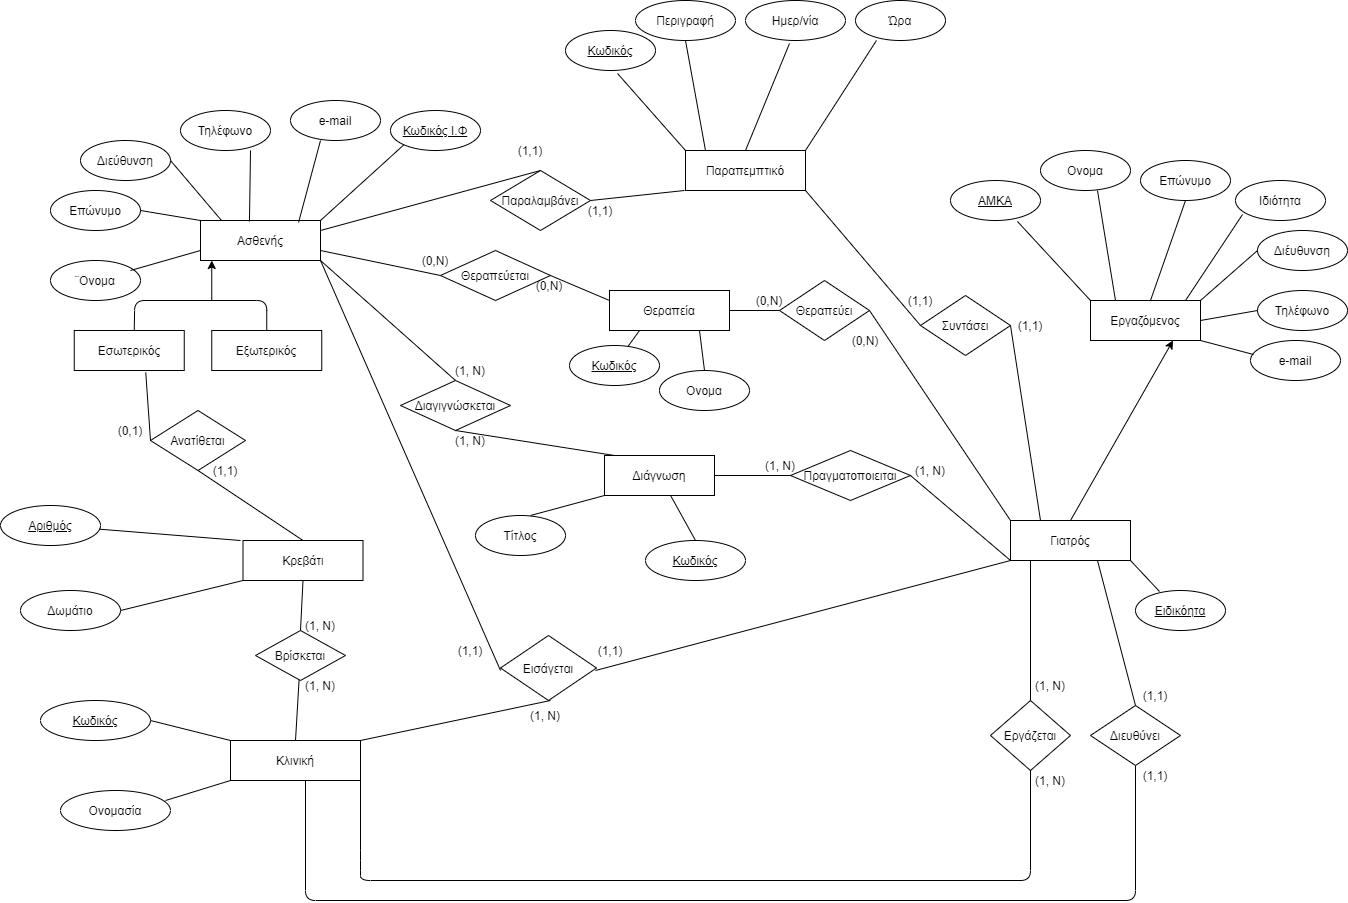 Περιγραφή
Ημερ/νία
Ώρα
Κωδικός
Τηλέφωνο
e-mail
Κωδικός Ι.Φ
Διεύθυνση
(1,1)
Παραπεμπτικό
Ονομα
Επώνυμο
ΑΜΚΑ
Ιδιότητα
Επώνυμο
Παραλαμβάνει
(1,1)
Ασθενής
Διέυθυνση
(0,N)
Θεραπεύεται
(0,N)
¨Ονομα
Θεραπεία
(0,N)
Θεραπεύει
(0,N)
(1,1)
Συντάσει
(1,1)
Εργαζόμενος
Τηλέφωνο
e-mail
Εσωτερικός
Εξωτερικός
Κωδικός
Ονομα
(1, N)
Διαγιγνώσκεται
(1, N)
(0,1)
Ανατίθεται
(1,1)
Διάγνωση
(1, N)
Πραγματοποιειται
(1, N)
Αριθμός
Τίτλος
Κωδικός
Γιατρός
Κρεβάτι
Δωμάτιο
Ειδικόητα
(1, N)
Βρίσκεται
(1, N)
(1,1)
Εισάγεται
(1,1)
(1, N)
Κωδικός
Κλινική
Ονομασία
(1, N)
Εργάζεται
(1, N)
(1,1)
Διευθύνει
(1,1)